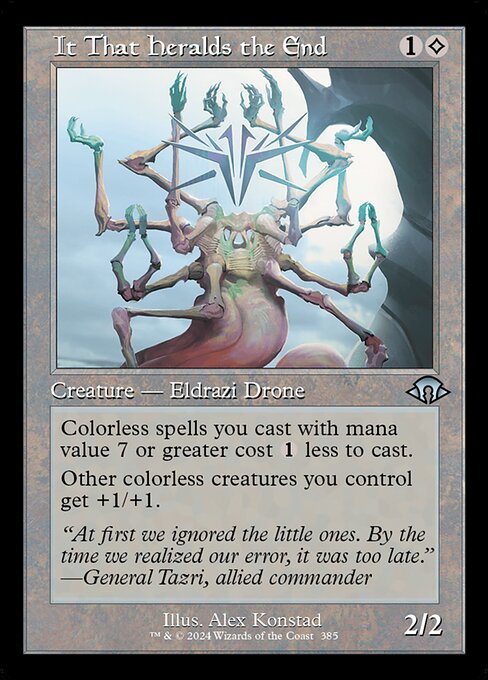 It That Heralds the End 1
Creature — Eldrazi Drone
Colorless spells you cast with mana
value 7 or greater cost 1 less to cast.
Other colorless creatures you control
get +1/+1.
“At first we ignored the little ones. By the
time we realized our error, it was too late.”
—General Tazri, allied commander
Illus. Alex Konstad
™ & © 2024 Wizards of the Coast 385
2/2